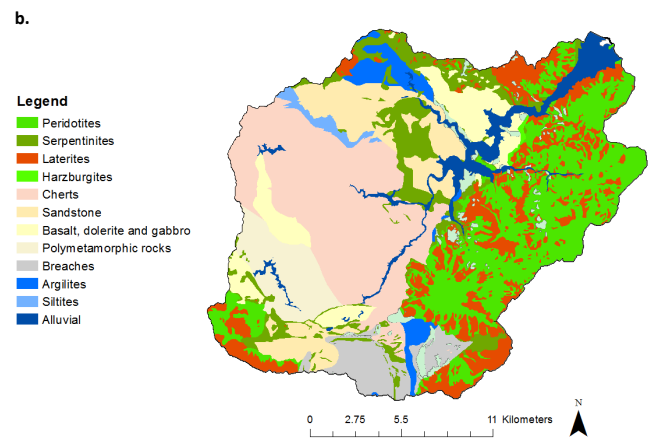 b.
Legend
Peridotites
Serpentinites
Laterites
Harzburgites
Cherts
Sandstone
Basalt, dolerite and gabbro
Polymetamorphic rocks
Breaches
Argilites
Siltites
Alluvial
0 2.75 5.5 11 Kilometers
N